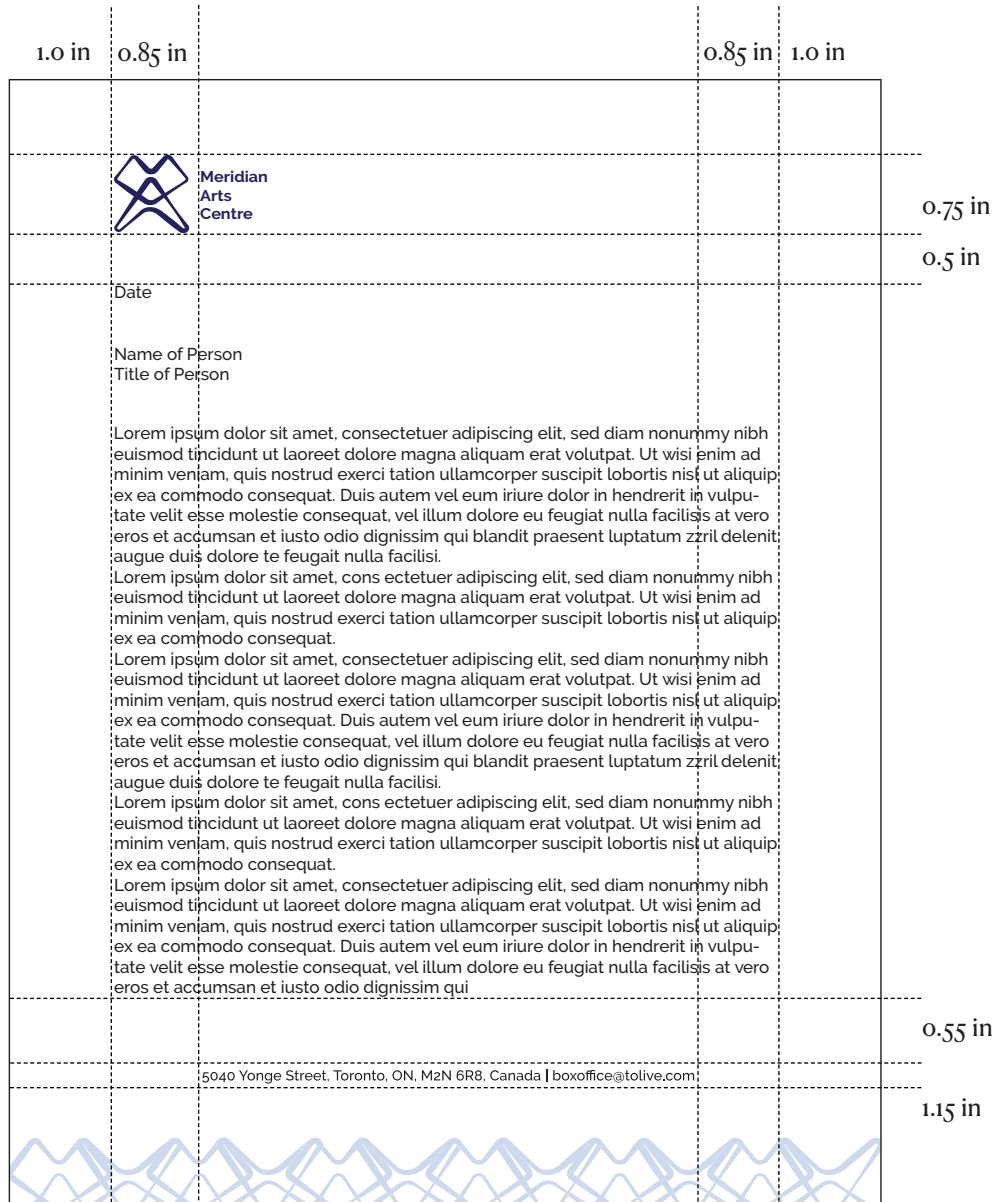 1.0 in 0.85 in 0.85 in 1.0 in
Meridian
Arts
Centre
0.75 in
0.5 in
Date
Name of Person
Title of Person
Lorem ipsum dolor sit amet, consectetuer adipiscing elit, sed diam nonummy nibh
euismod tincidunt ut laoreet dolore magna aliquam erat volutpat. Ut wisi enim ad
minim veniam, quis nostrud exerci tation ullamcorper suscipit lobortis nisl ut aliquip
ex ea commodo consequat. Duis autem vel eum iriure dolor in hendrerit in vulpu-
tate velit esse molestie consequat, vel illum dolore eu feugiat nulla facilisis at vero
eros et accumsan et iusto odio dignissim qui blandit praesent luptatum zzril delenit
augue duis dolore te feugait nulla facilisi.
Lorem ipsum dolor sit amet, cons ectetuer adipiscing elit, sed diam nonummy nibh
euismod tincidunt ut laoreet dolore magna aliquam erat volutpat. Ut wisi enim ad
minim veniam, quis nostrud exerci tation ullamcorper suscipit lobortis nisl ut aliquip
ex ea commodo consequat.
Lorem ipsum dolor sit amet, consectetuer adipiscing elit, sed diam nonummy nibh
euismod tincidunt ut laoreet dolore magna aliquam erat volutpat. Ut wisi enim ad
minim veniam, quis nostrud exerci tation ullamcorper suscipit lobortis nisl ut aliquip
ex ea commodo consequat. Duis autem vel eum iriure dolor in hendrerit in vulpu-
tate velit esse molestie consequat, vel illum dolore eu feugiat nulla facilisis at vero
eros et accumsan et iusto odio dignissim qui blandit praesent luptatum zzril delenit
augue duis dolore te feugait nulla facilisi.
Lorem ipsum dolor sit amet, cons ectetuer adipiscing elit, sed diam nonummy nibh
euismod tincidunt ut laoreet dolore magna aliquam erat volutpat. Ut wisi enim ad
minim veniam, quis nostrud exerci tation ullamcorper suscipit lobortis nisl ut aliquip
ex ea commodo consequat.
Lorem ipsum dolor sit amet, consectetuer adipiscing elit, sed diam nonummy nibh
euismod tincidunt ut laoreet dolore magna aliquam erat volutpat. Ut wisi enim ad
minim veniam, quis nostrud exerci tation ullamcorper suscipit lobortis nisl ut aliquip
ex ea commodo consequat. Duis autem vel eum iriure dolor in hendrerit in vulpu-
tate velit esse molestie consequat, vel illum dolore eu feugiat nulla facilisis at vero
eros et accumsan et iusto odio dignissim qui
0.55 in
5040 Yonge Street, Toronto, ON, M2N 6R8, Canada | boxoffice@tolive.com
1.15 in